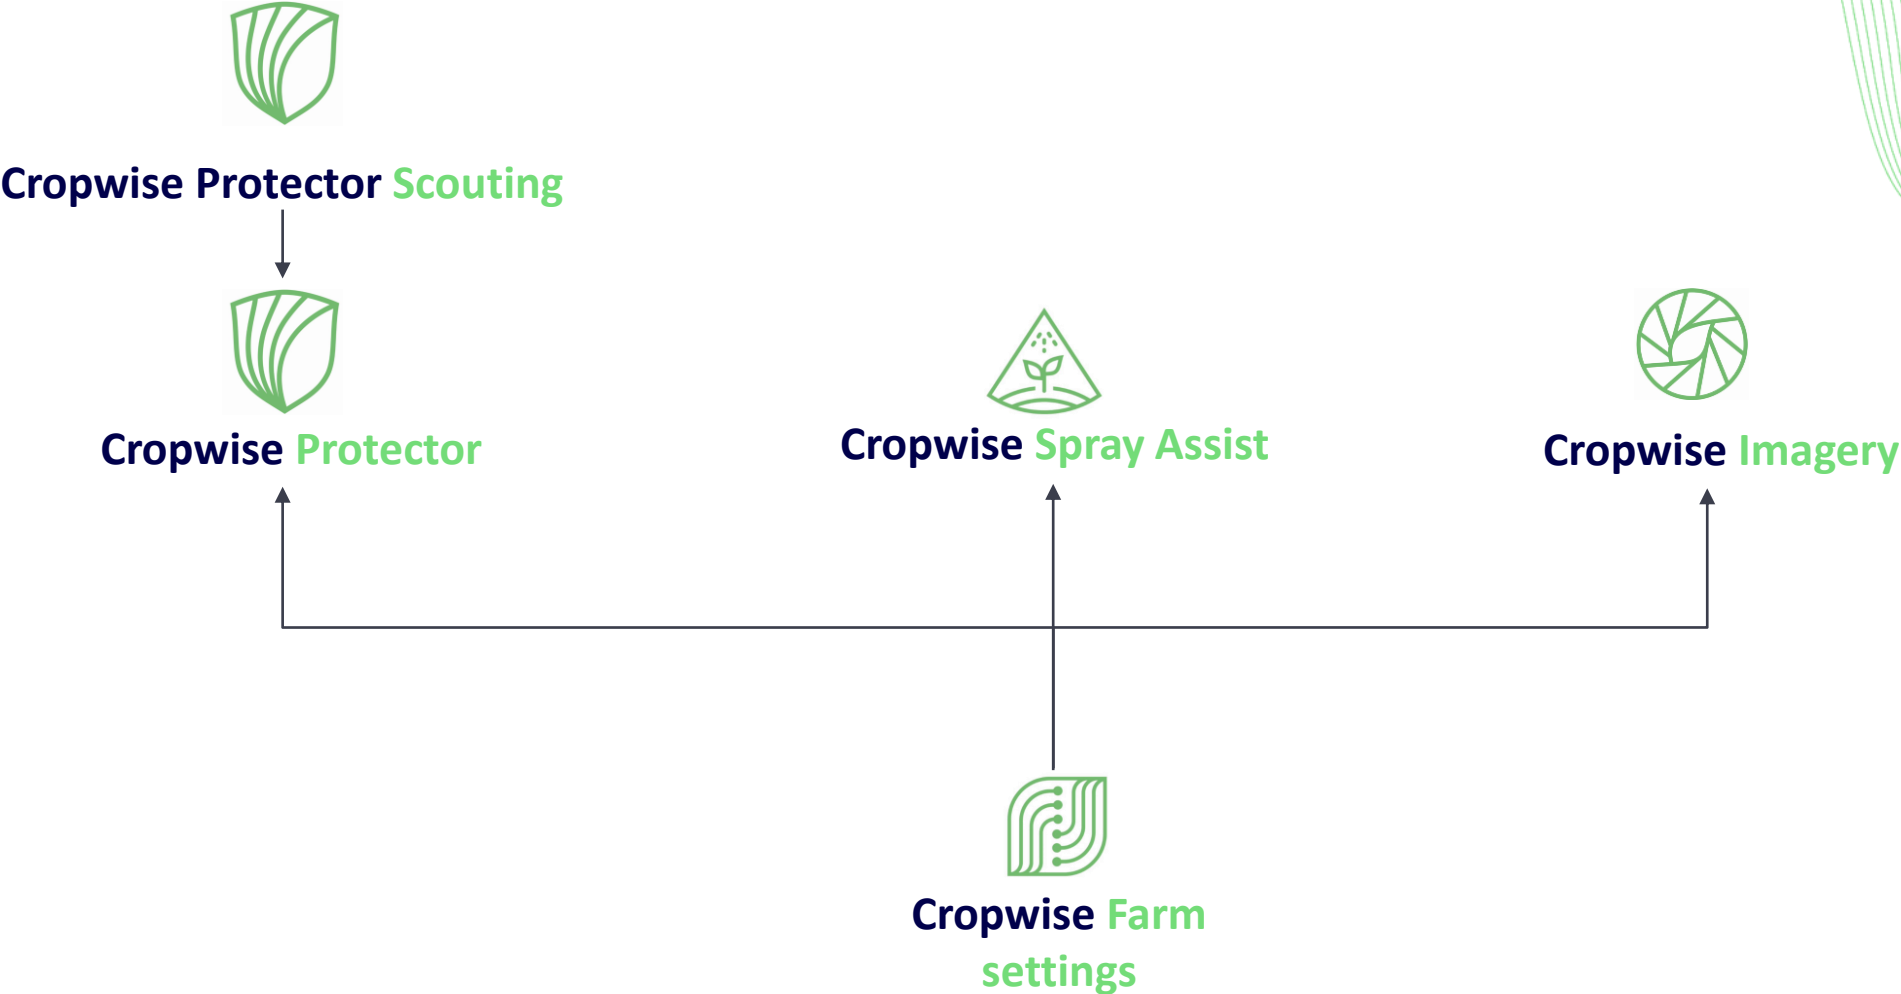 Cropwise Protector Scouting
Cropwise Protector
Cropwise Spray Assist
Cropwise Imagery
Cropwise Farm
settings